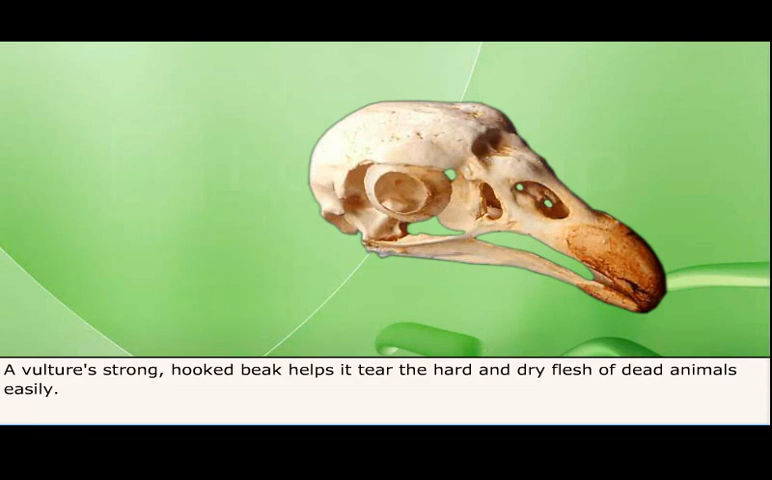 A vulture's strong, hooked beak helps it tear the hard and dry flesh of dead animals
easily.